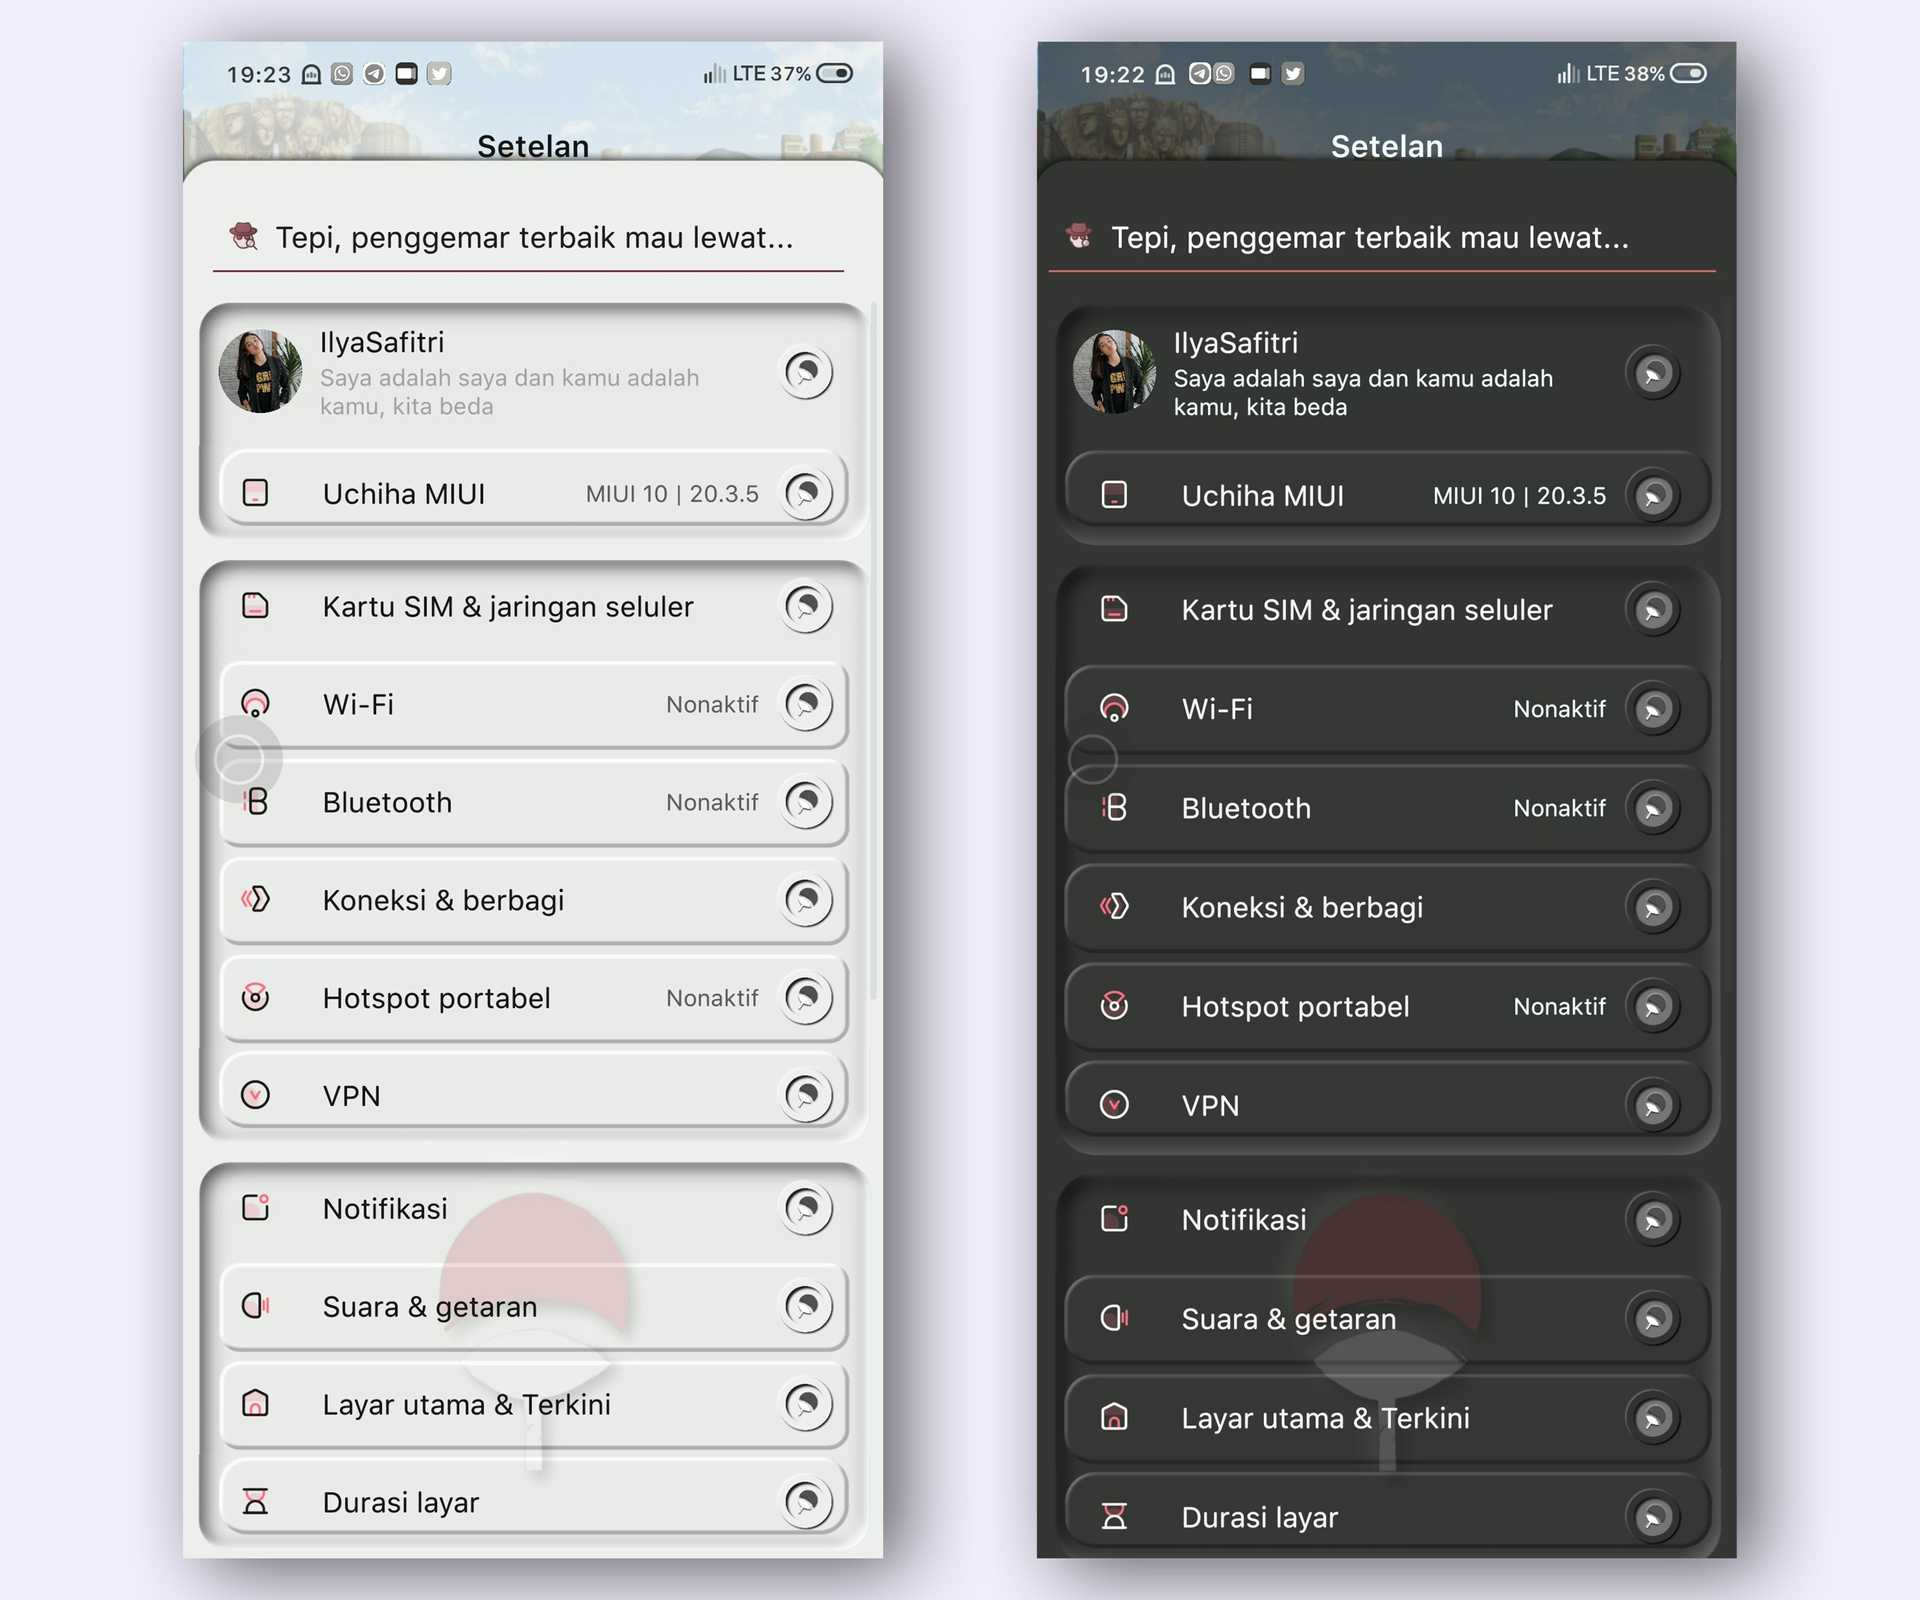 19:23 LTE 37%
Setelan
Tepi, penggemar terbaik mau lewat...
IlyaSafitri
Saya adalah saya dan kamu adalah
kamu, kita beda
Uchiha MIUI MIUI 10 | 20.3.5
Kartu SIM & jaringan seluler
Wi-Fi Nonaktif
Bluetooth Nonaktif
Koneksi & berbagi
Hotspot portabel Nonaktif
VPN
Notifikasi
Suara & getaran
Layar utama & Terkini
Durasi layar
19:22 LTE 38%
Setelan
Tepi, penggemar terbaik mau lewat...
IlyaSafitri
Saya adalah saya dan kamu adalah
kamu, kita beda
Uchiha MIUI MIUI 10 | 20.3.5
Kartu SIM & jaringan seluler
Wi-Fi Nonaktif
Bluetooth Nonaktif
Koneksi & berbagi
Hotspot portabel Nonaktif
VPN
Notifikasi
Suara & getaran
Layar utama & Terkini
Durasi layar